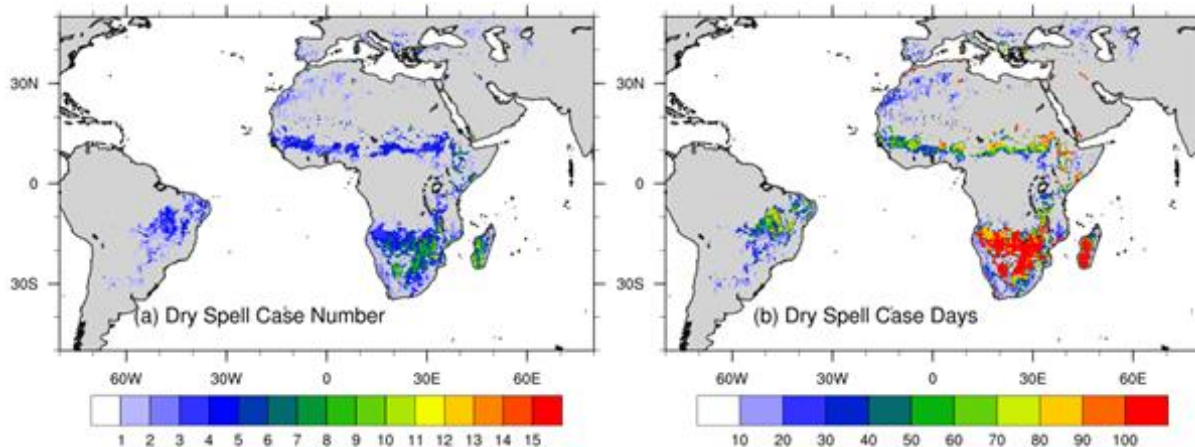 30N
0
30S
(a) Dry Spell Case Number
60W 30W 0 30E 60E
1 2 3 4 5 6 7 8 9 10 11 12 13 14 15
30N
0
30S
(b) Dry Spell Case Days
60W 30W 0 30E 60E
10 20 30 40 50 60 70 80 90 100